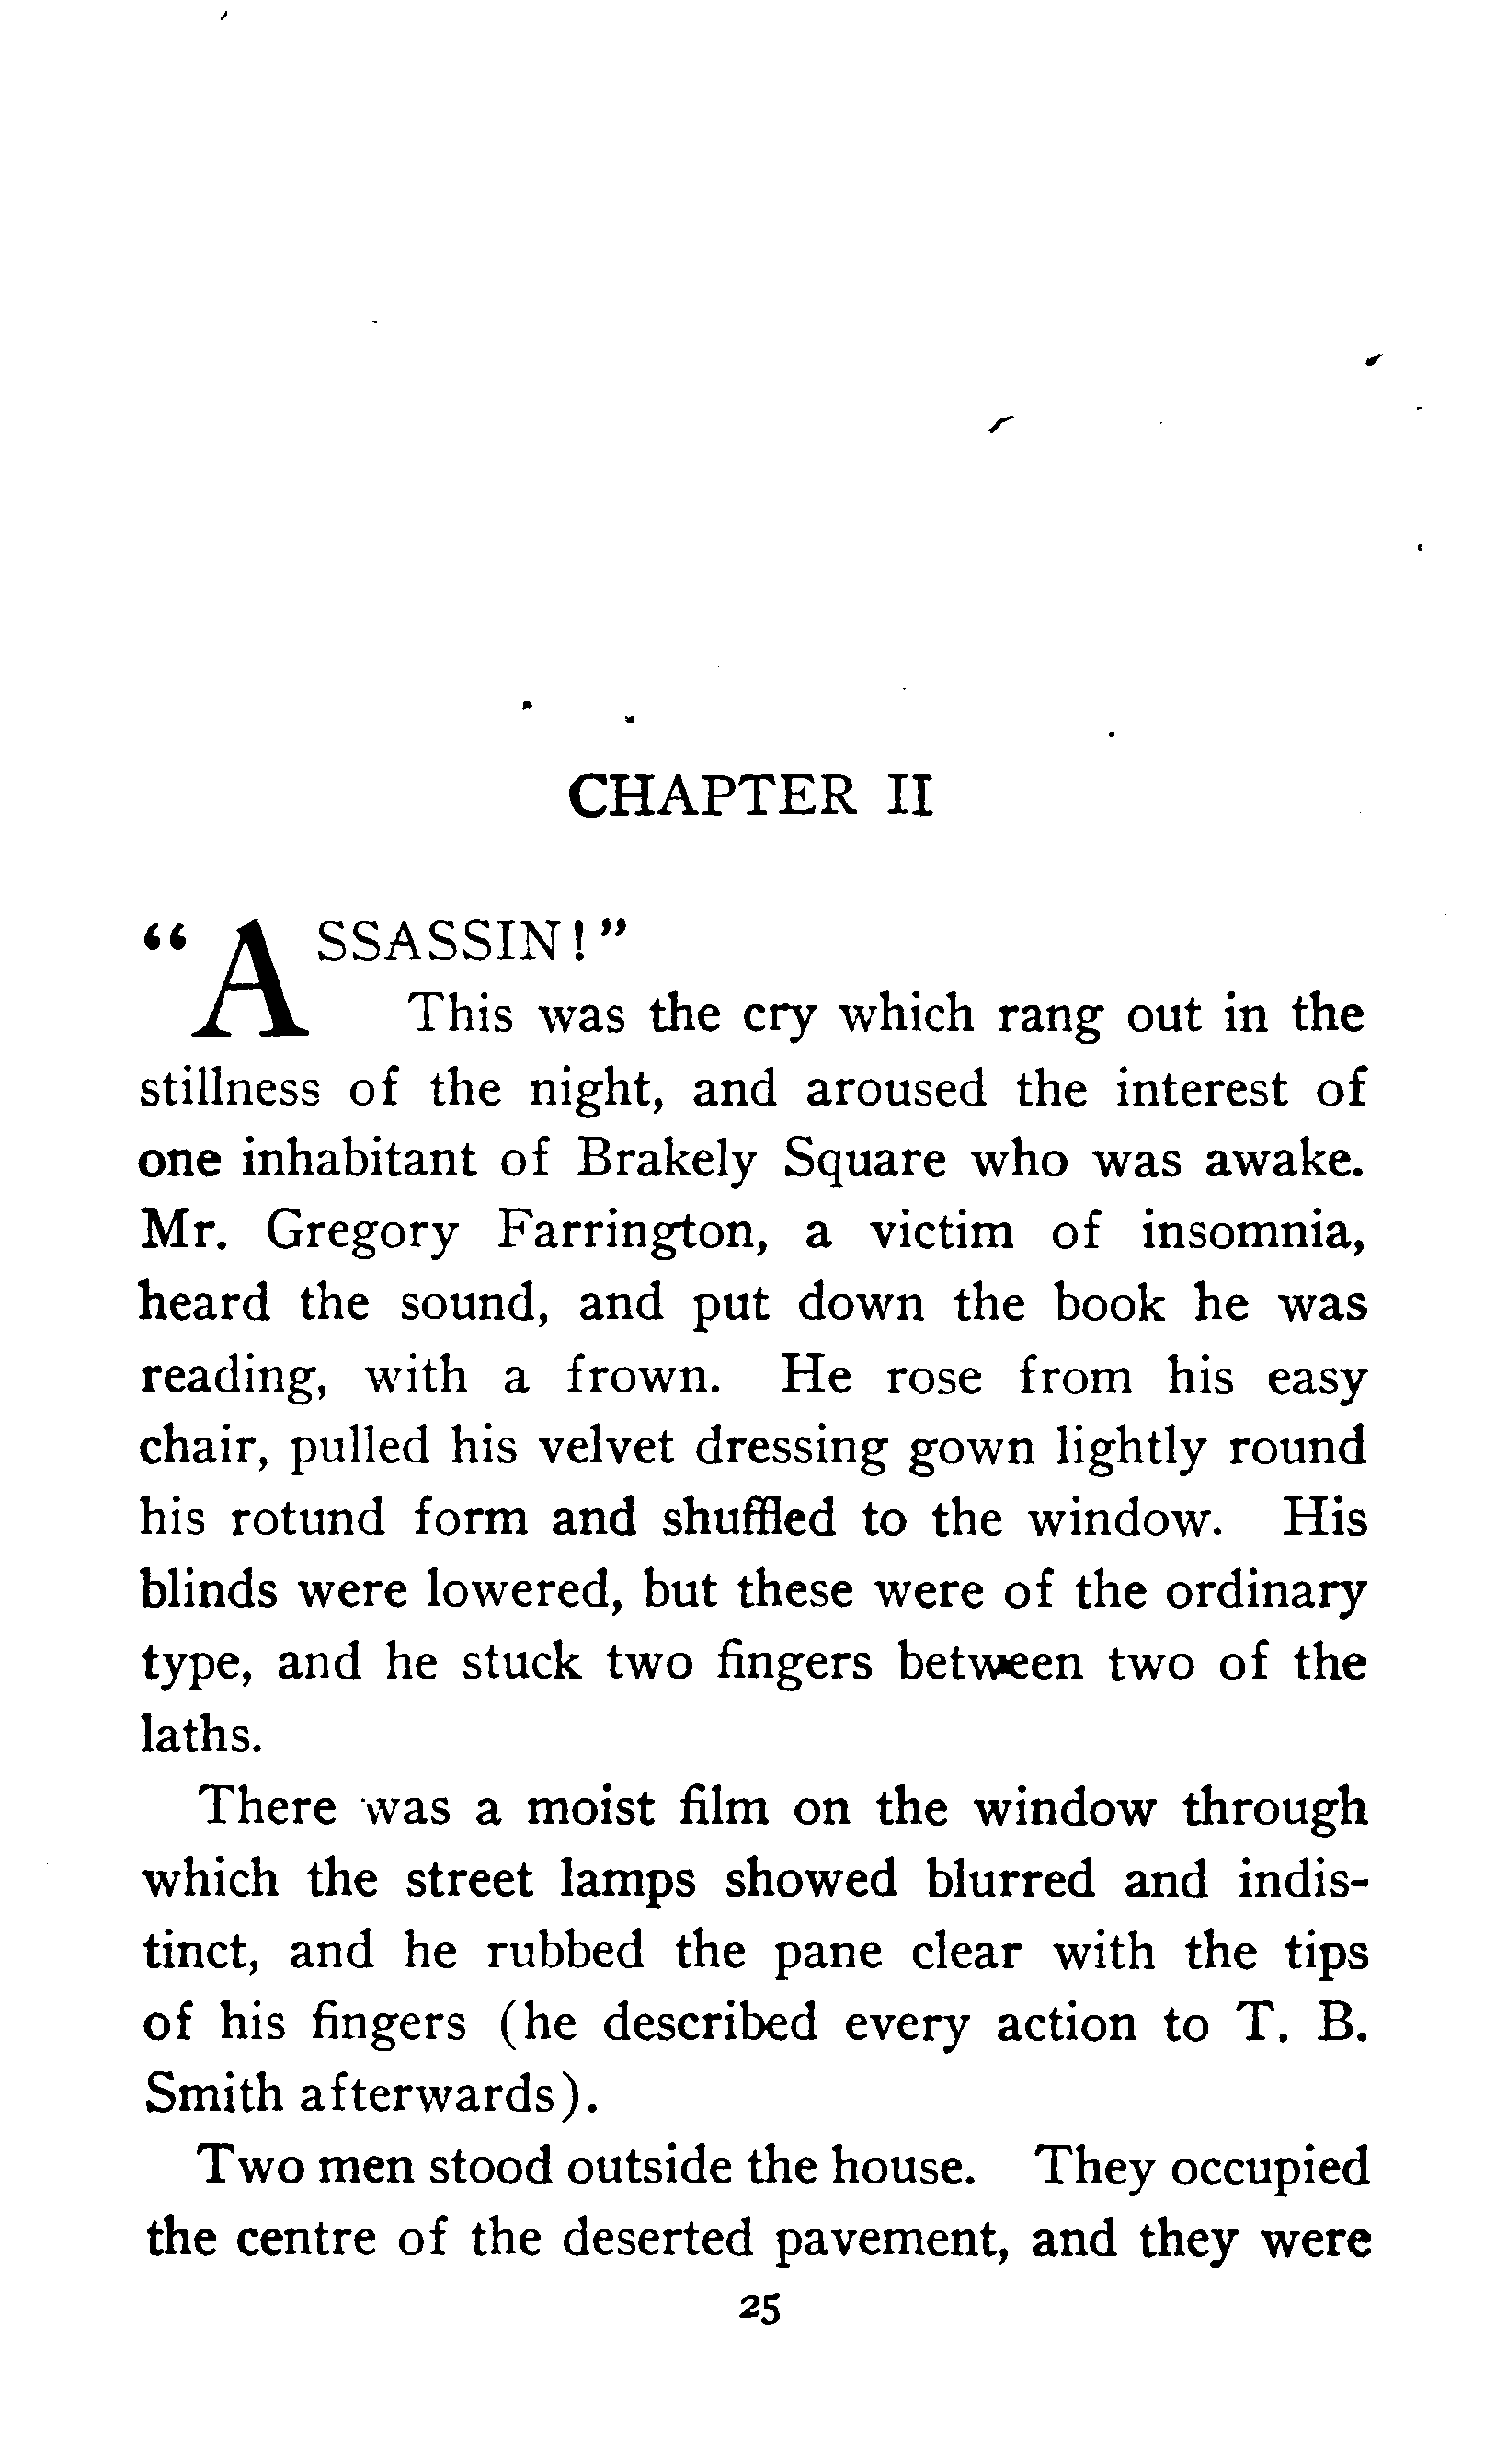 CHAPTER II
“ASSASSIN!”
This was the cry which rang out in the
stillness of the night, and aroused the interest of
one inhabitant of Brakely Square who was awake.
Mr. Gregory Farrington, a victim of insomnia,
heard the sound, and put down the book he was
reading, with a frown. He rose from his easy
chair, pulled his velvet dressing gown lightly round
his rotund form and shuffled to the window. His
blinds were lowered, but these were of the ordinary
type, and he stuck two fingers between two of the
laths.
There was a moist film on the window through
which the street lamps showed blurred and indis-
tinct, and he rubbed the pane clear with the tips
of his fingers (he described every action to T. B.
Smith afterwards).
Two men stood outside the house. They occupied
the centre of the deserted pavement, and they were
25